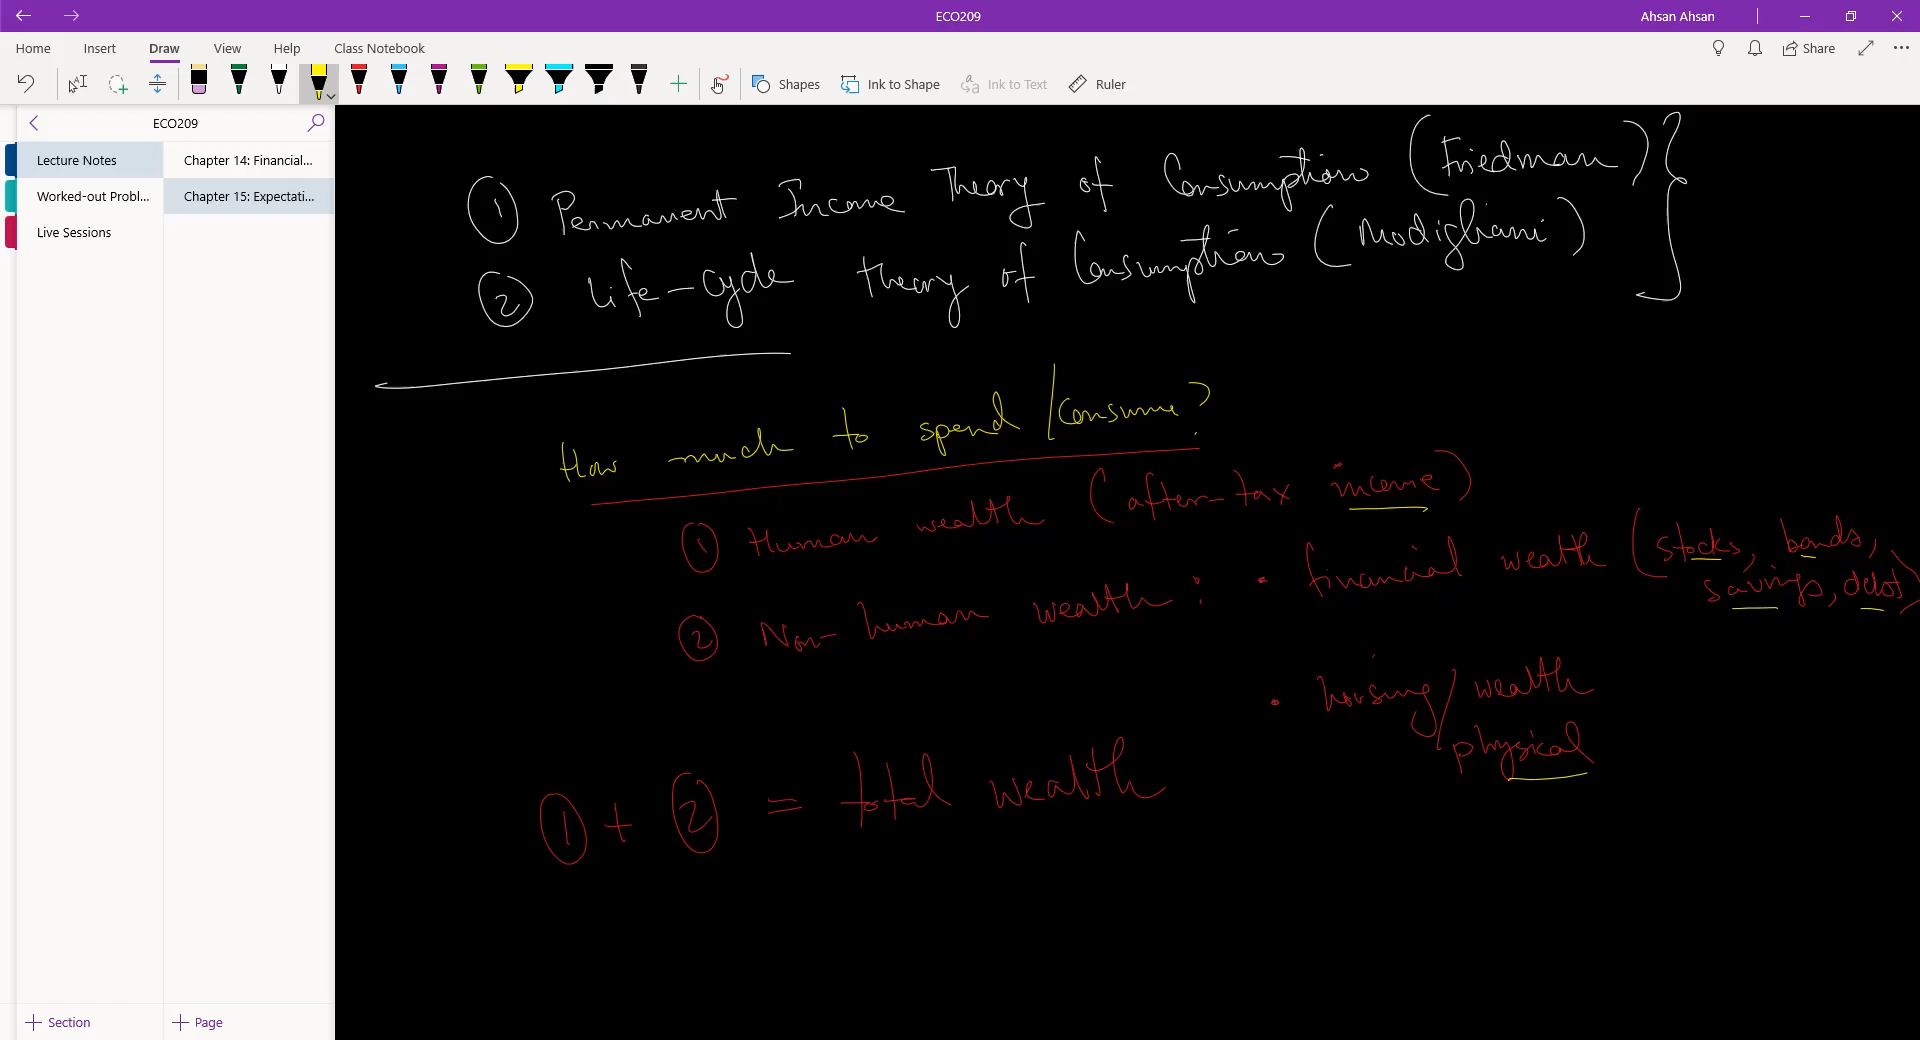 ECO209
Ahsan Ahsan
Home Insert Draw View Help Class Notebook
Share
Shapes Ink to Shape Ink to Text Ruler
ECO209
Lecture Notes
Worked-out Probl...
Live Sessions
Chapter 14: Financial...
Chapter 15: Expectati...
① Permanent Income Theory of Consumption (Friedman)
② Life-Cycle Theory of Consumption (Modigliani)
How much to spend/consume?
① Human wealth (after-tax income)
② Non-human wealth : • financial wealth (stocks, bonds,
savings, debt)
• housing/ wealth
physical
① + ② = total wealth
Section
Page